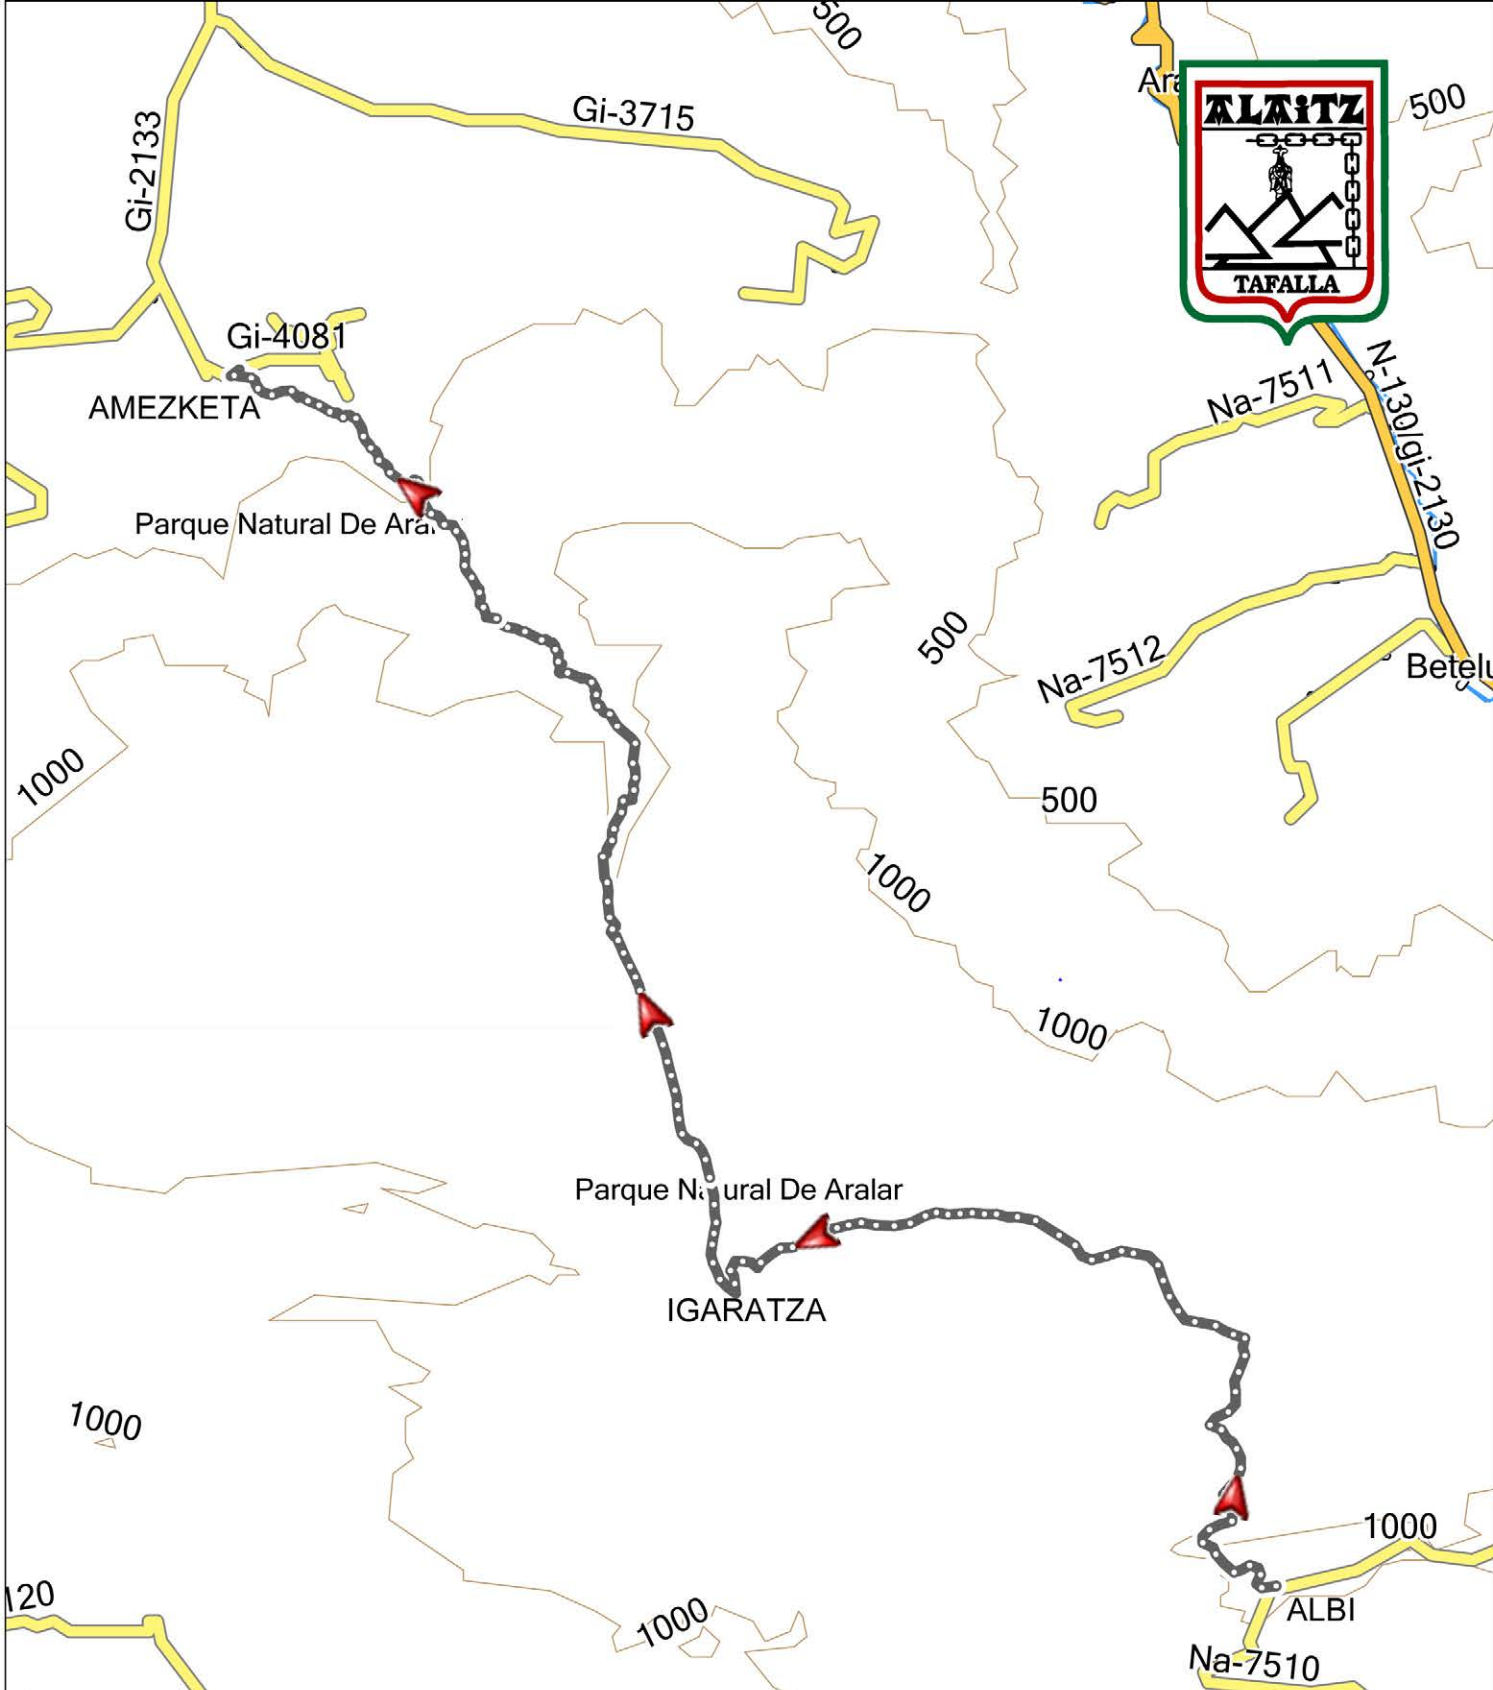 500
Ara
ALAiTZ
TAFALLA
500
Gi-3715
Gi-2133
Gi-4081
AMEZKETA
N-130/gi-2130
Na-7511
Parque Natural De Aral
500
Na-7512
Betelu
1000
500
1000
1000
Parque Natural De Aralar
IGARATZA
1000
1000
120
ALBI
1000
Na-7510